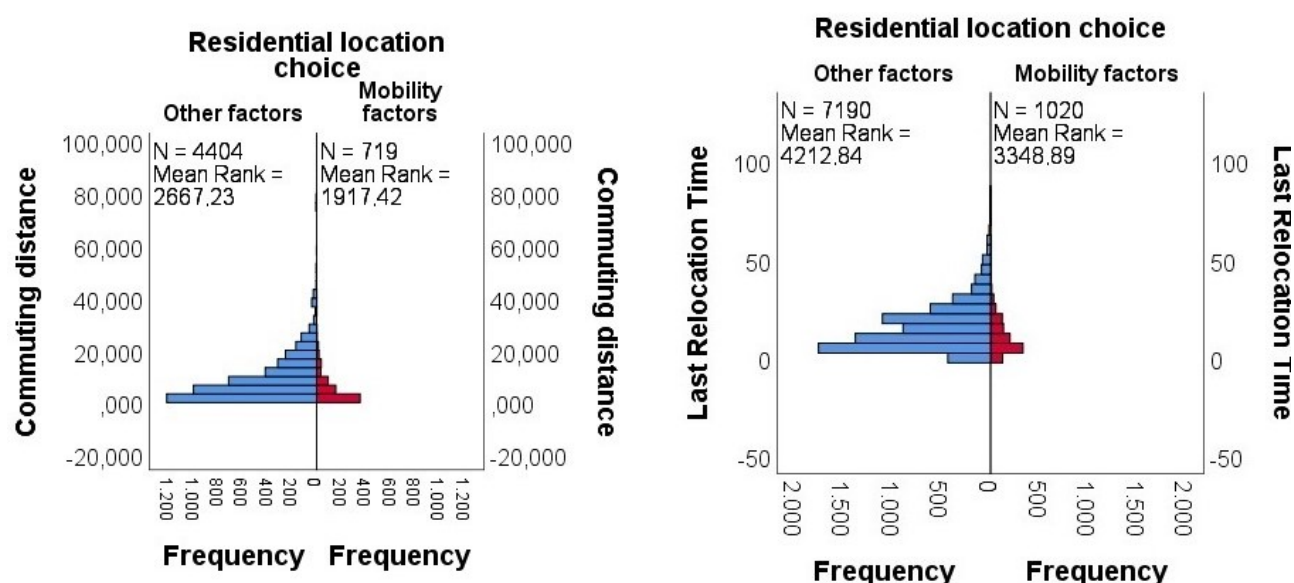 Residential location
choice
Other factors
Mobility
factors
N = 4404
Mean Rank =
2667,23
N = 719
Mean Rank =
1917,42
Commuting distance
100,000
80,000
60,000
40,000
20,000
,000
-20,000
100,000
80,000
60,000
40,000
20,000
,000
-20,000
Commuting distance
1.200
1.000
800
600
400
200
0
200
400
600
800
1.000
1.200
Frequency
Frequency
Residential location choice
Other factors
Mobility factors
N = 7190
Mean Rank =
4212,84
N = 1020
Mean Rank =
3348,89
Last Relocation Time
100
50
0
-50
100
50
0
-50
Last Relocation Time
2.000
1.500
1.000
500
0
500
1.000
1.500
2.000
Frequency
Frequency